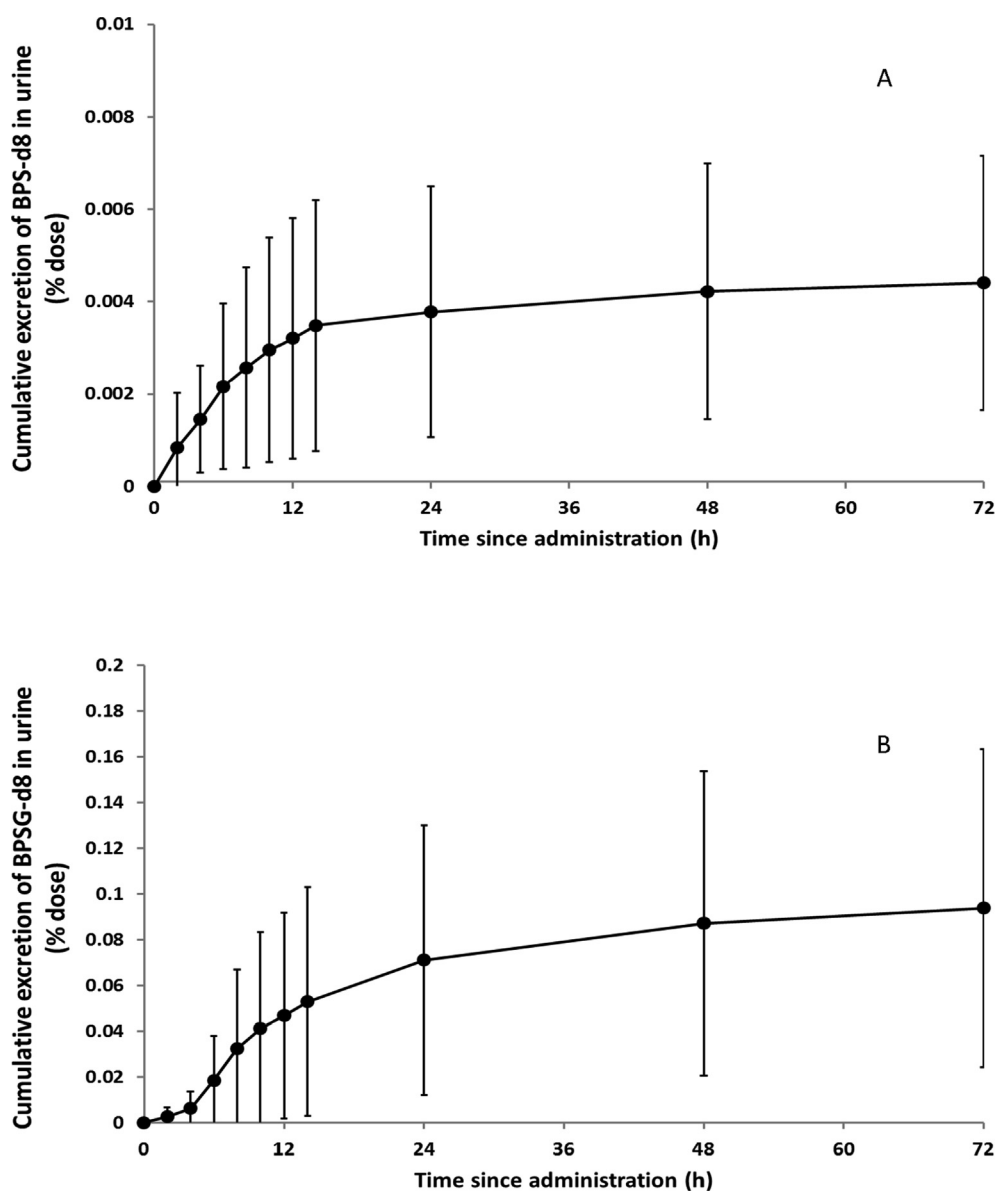 0.01
A
0.008
0.006
0.004
0.002
0
Cumulative excretion of BPS-d8 in urine
(% dose)
0 12 24 36 48 60 72
Time since administration (h)
0.2
0.18
B
0.16
0.14
0.12
0.1
0.08
0.06
0.04
0.02
0
Cumulative excretion of BPSG-d8 in urine
(% dose)
0 12 24 36 48 60 72
Time since administration (h)